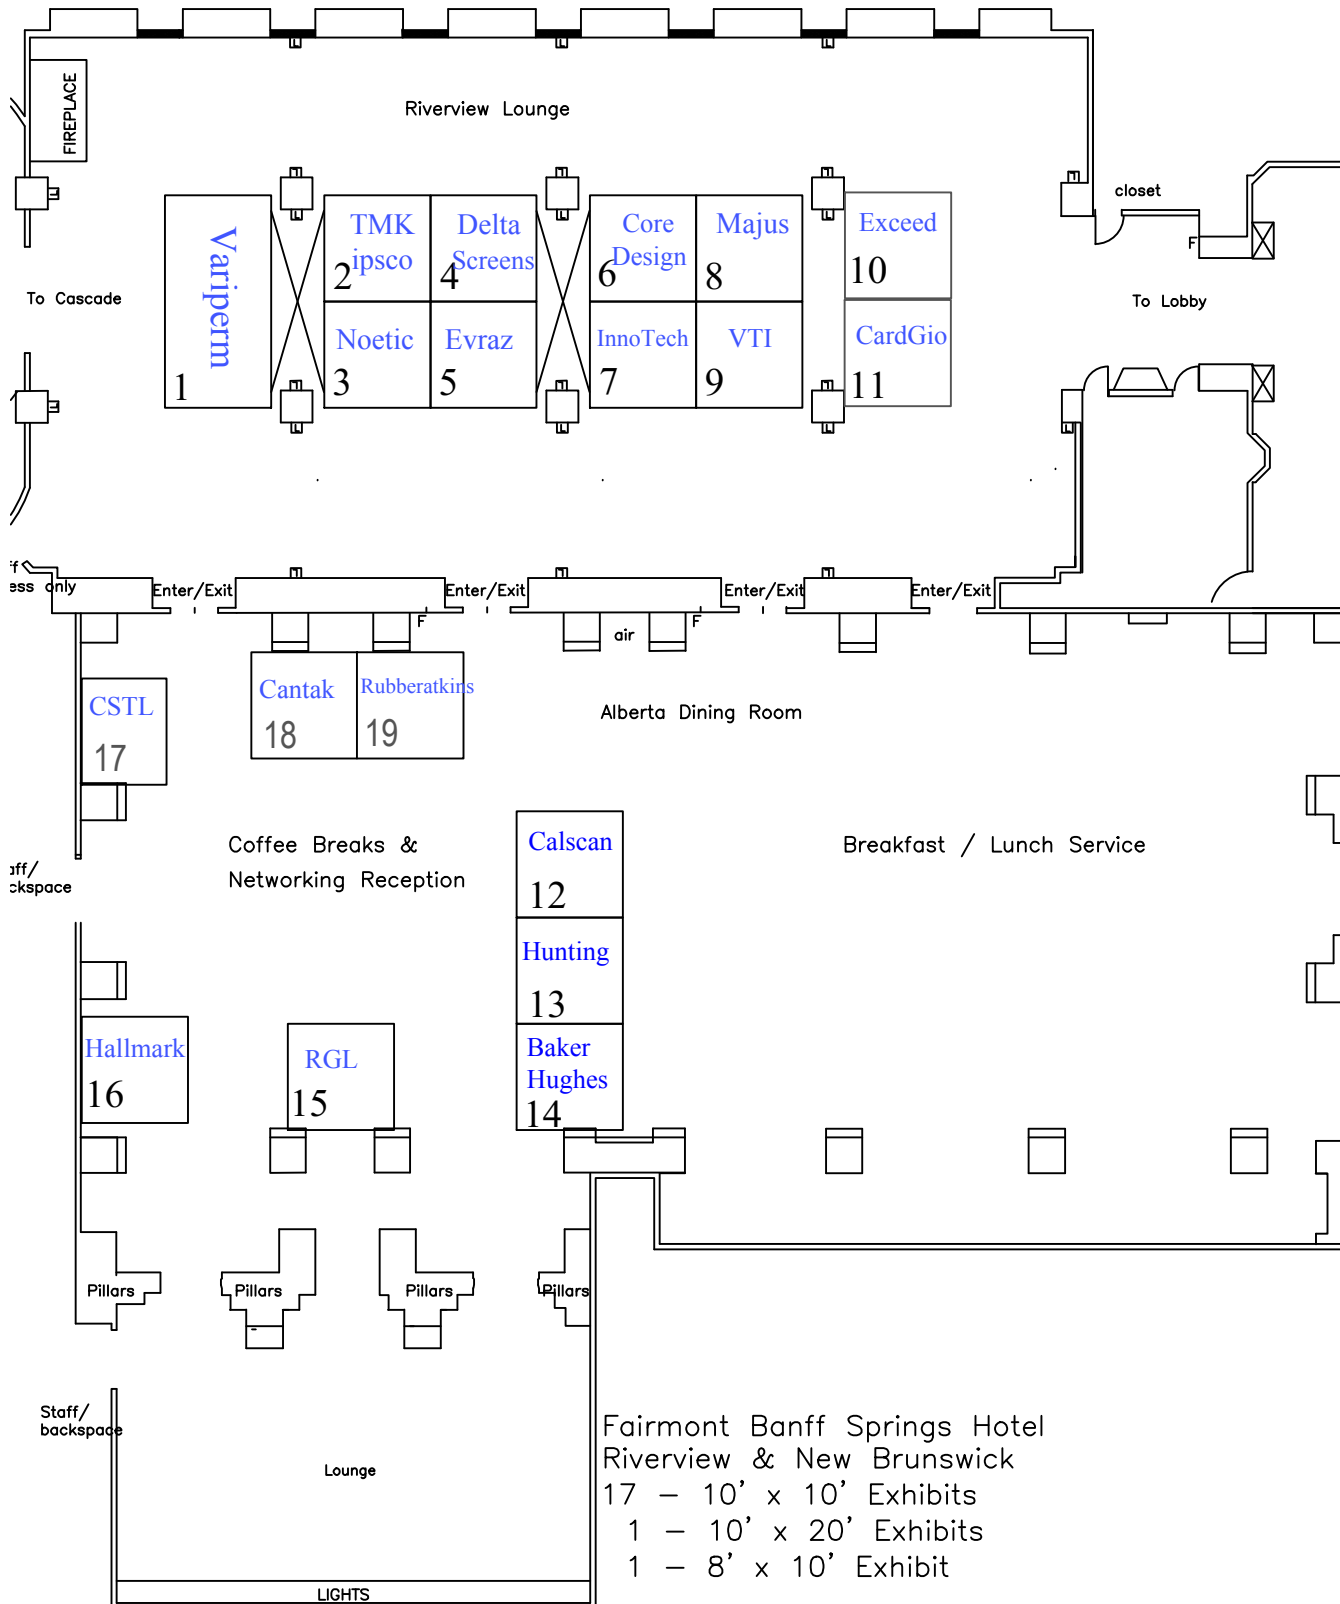 FIREPLACE
Riverview Lounge
closet
To Cascade
To Lobby
F
Variperm
1
TMK
ipsco
2
Delta
Screens
4
Core
Design
6
Majus
8
Exceed
10
Noetic
3
Evraz
5
InnoTech
7
VTI
9
CardGio
11
ess only
Enter/Exit
Enter/Exit
Enter/Exit
Enter/Exit
F
air
F
CSTL
17
Cantak
18
Rubberatkins
19
Alberta Dining Room
Coffee Breaks &
Networking Reception
Calscan
12
Breakfast / Lunch Service
aff/
ckspace
Hunting
13
Hallmark
16
RGL
15
Baker
Hughes
14
Pillars
Pillars
Pillars
Pillars
Staff/
backspace
Lounge
LIGHTS
Fairmont Banff Springs Hotel
Riverview & New Brunswick
17 – 10' x 10' Exhibits
1 – 10' x 20' Exhibits
1 – 8' x 10' Exhibit